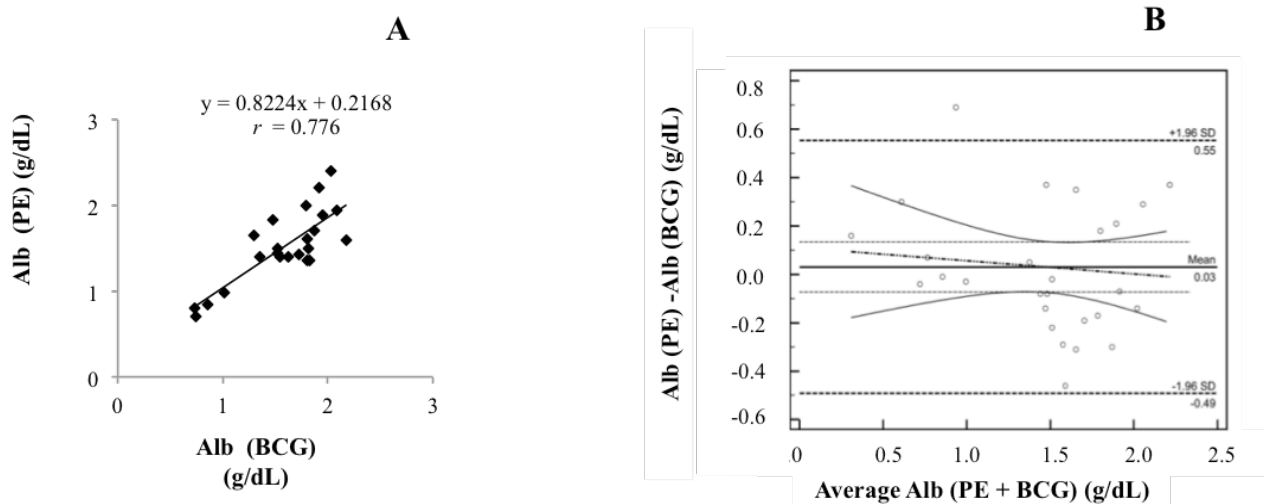 A
y = 0.8224x + 0.2168
r = 0.776
Alb (PE) (g/dL)
3
2
1
0
0 1 2 3
Alb (BCG)
(g/dL)
B
Alb (PE) -Alb (BCG) (g/dL)
0.8
0.6
0.4
0.2
0.0
-0.2
-0.4
-0.6
+1.96 SD
0.55
Mean
0.03
-1.96 SD
-0.49
.0 0.5 1.0 1.5 2.0 2.5
Average Alb (PE + BCG) (g/dL)